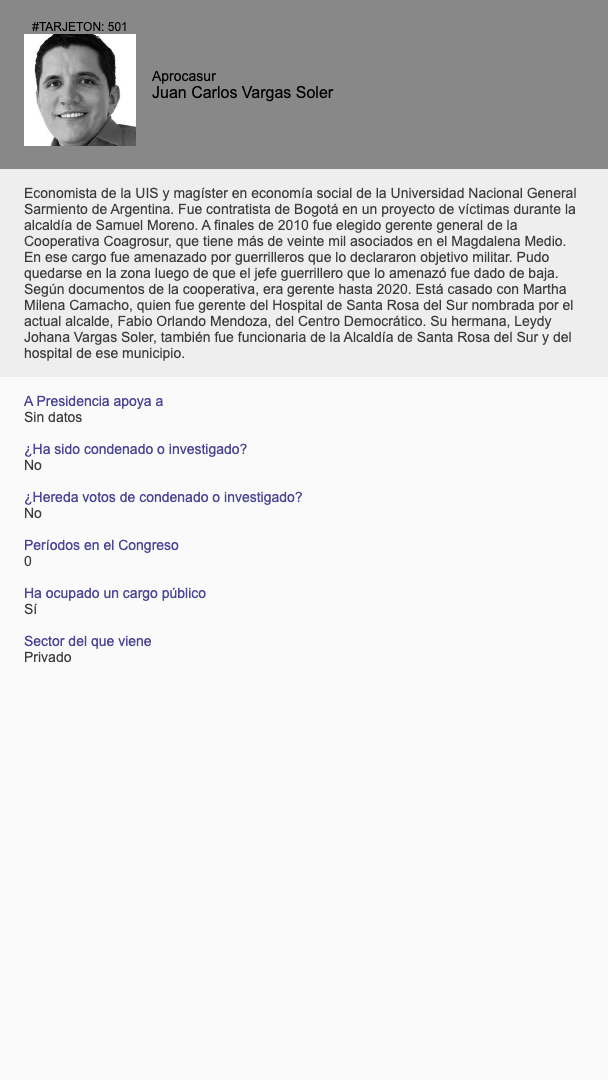 #TARJETON: 501
Aprocasur
Juan Carlos Vargas Soler
Economista de la UIS y magíster en economía social de la Universidad Nacional General
Sarmiento de Argentina. Fue contratista de Bogotá en un proyecto de víctimas durante la
alcaldía de Samuel Moreno. A finales de 2010 fue elegido gerente general de la
Cooperativa Coagrosur, que tiene más de veinte mil asociados en el Magdalena Medio.
En ese cargo fue amenazado por guerrilleros que lo declararon objetivo militar. Pudo
quedarse en la zona luego de que el jefe guerrillero que lo amenazó fue dado de baja.
Según documentos de la cooperativa, era gerente hasta 2020. Está casado con Martha
Milena Camacho, quien fue gerente del Hospital de Santa Rosa del Sur nombrada por el
actual alcalde, Fabio Orlando Mendoza, del Centro Democrático. Su hermana, Leydy
Johana Vargas Soler, también fue funcionaria de la Alcaldía de Santa Rosa del Sur y del
hospital de ese municipio.
A Presidencia apoya a
Sin datos
¿Ha sido condenado o investigado?
No
¿Hereda votos de condenado o investigado?
No
Períodos en el Congreso
0
Ha ocupado un cargo público
Sí
Sector del que viene
Privado